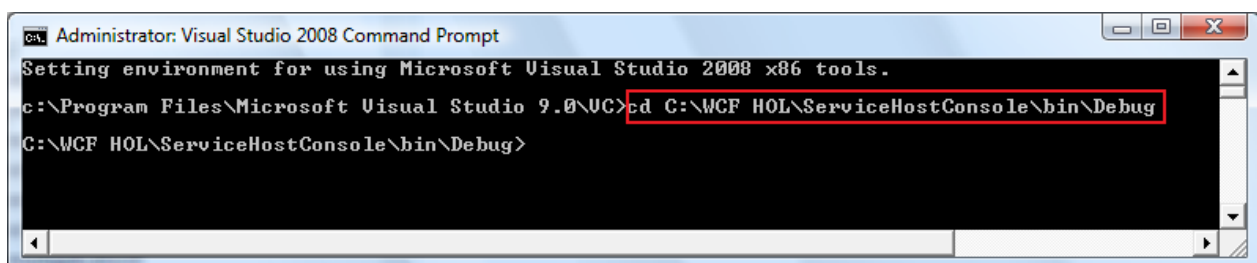 Administrator: Visual Studio 2008 Command Prompt
Setting environment for using Microsoft Visual Studio 2008 x86 tools.
c:\Program Files\Microsoft Visual Studio 9.0\VC>cd C:\WCF HOL\ServiceHostConsole\bin\Debug
C:\WCF HOL\ServiceHostConsole\bin\Debug>